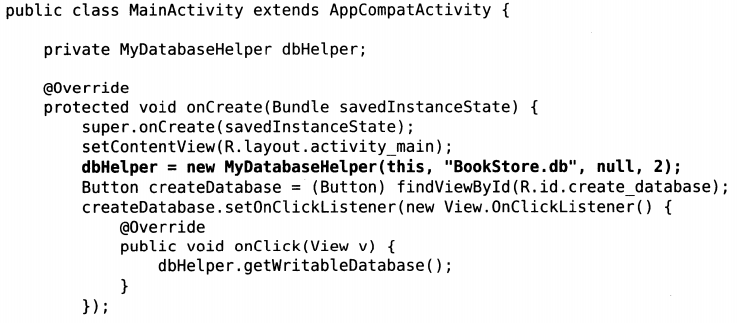 public class MainActivity extends AppCompatActivity {
private MyDatabaseHelper dbHelper;
@Override
protected void onCreate(Bundle savedInstanceState) {
super.onCreate(savedInstanceState);
setContentView(R.layout.activity_main);
dbHelper = new MyDatabaseHelper(this, "BookStore.db", null, 2);
Button createDatabase = (Button) findViewById(R.id.create_database);
createDatabase.setOnClickListener(new View.OnClickListener() {
@Override
public void onClick(View v) {
dbHelper.getWritableDatabase();
}
});